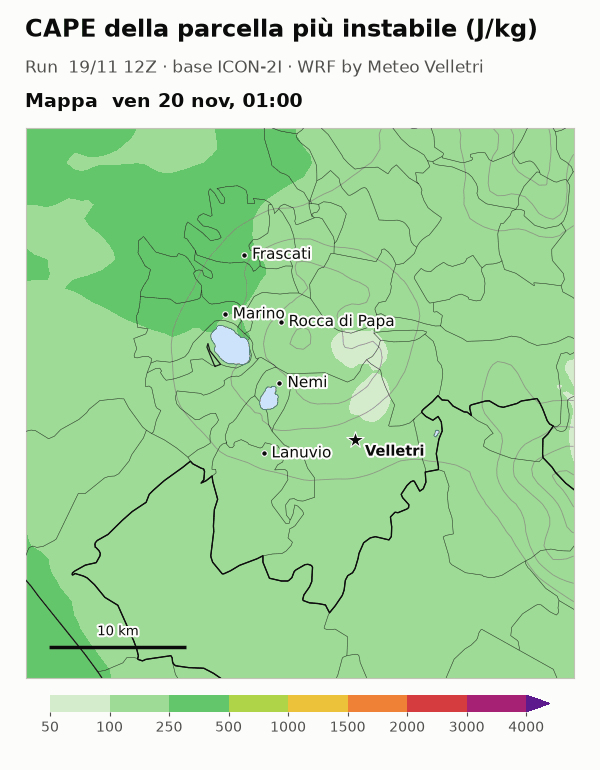 CAPE della parcella più instabile (J/kg)
Run  19/11 12Z · base ICON-2I · WRF by Meteo Velletri
Mappa  ven 20 nov, 01:00
Frascati
Marino
Rocca di Papa
Nemi
Velletri
Lanuvio
10 km
50 100 250 500 1000 1500 2000 3000 4000